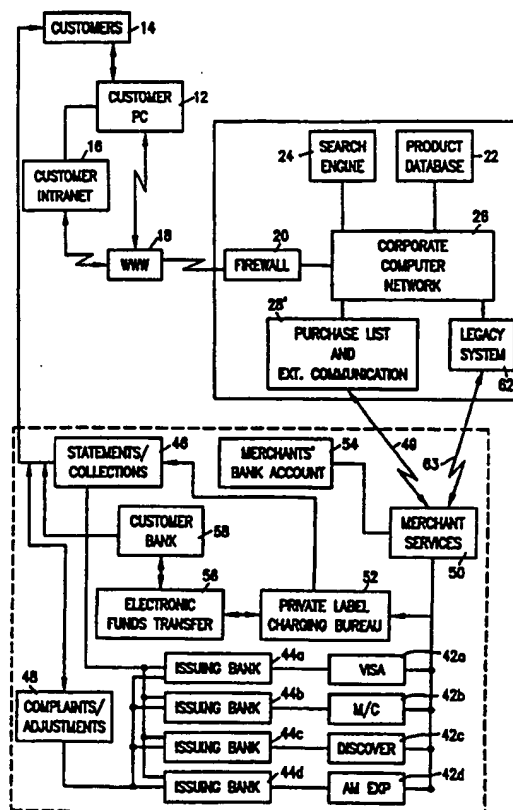 CUSTOMERS
14
CUSTOMER
PC
12
16
CUSTOMER
INTRANET
18
WWW
20
FIREWALL
24
SEARCH
ENGINE
PRODUCT
DATABASE
22
26
CORPORATE
COMPUTER
NETWORK
28'
PURCHASE LIST
AND
EXT. COMMUNICATION
LEGACY
SYSTEM
62
49
63
46
STATEMENTS/
COLLECTIONS
54
MERCHANTS'
BANK ACCOUNT
MERCHANT
SERVICES
50
CUSTOMER
BANK
58
56
ELECTRONIC
FUNDS TRANSFER
52
PRIVATE LABEL
CHARGING BUREAU
48
COMPLAINTS/
ADJUSTMENTS
ISSUING BANK
44a
VISA
42a
ISSUING BANK
44b
M/C
42b
ISSUING BANK
44c
DISCOVER
42c
ISSUING BANK
44d
AM EXP
42d